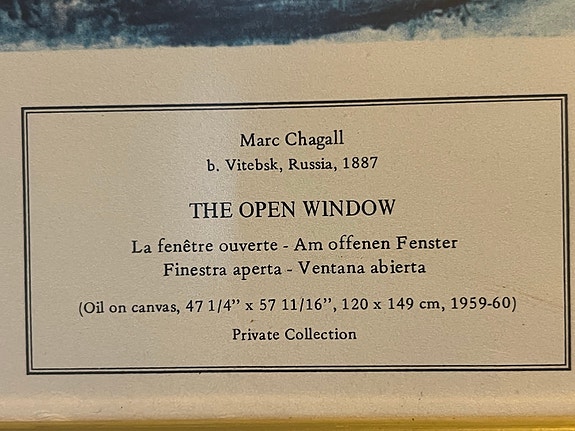 Marc Chagall
b. Vitebsk, Russia, 1887
THE OPEN WINDOW
La fenêtre ouverte - Am offenen Fenster
Finestra aperta - Ventana abierta
(Oil on canvas, 47 1/4” x 57 11/16”, 120 x 149 cm, 1959-60)
Private Collection